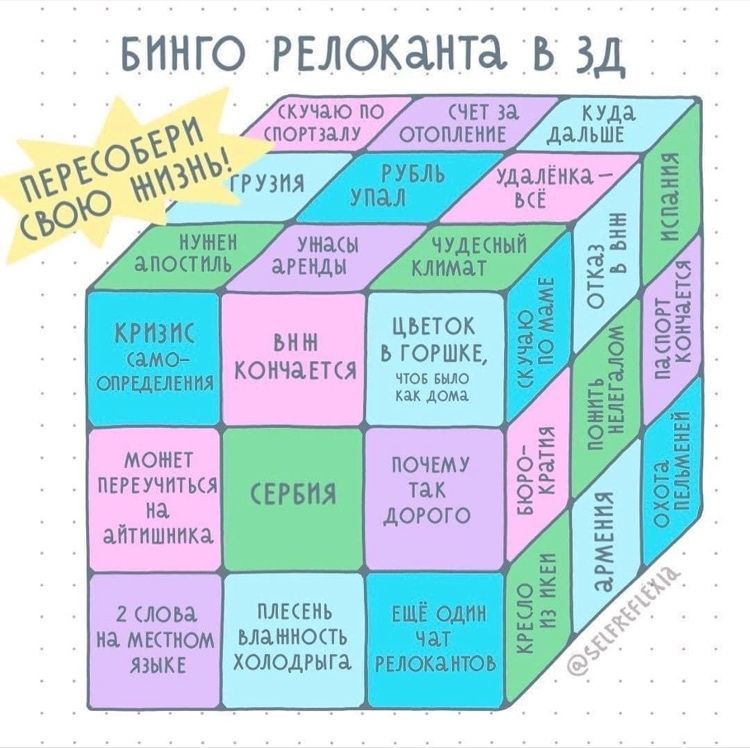 БИНГО РЕЛОКАНТА В 3Д
ПЕРЕСОБЕРИ
СВОЮ ЖИЗНЬ!
СКУЧАЮ ПО
СПОРТЗАЛУ
СЧЕТ ЗА
ОТОПЛЕНИЕ
КУДА
ДАЛЬШЕ
ГРУЗИЯ
РУБЛЬ
УПАЛ
УДАЛЁНКА –
ВСЁ
НУЖЕН
АПОСТИЛЬ
УЖАСЫ
АРЕНДЫ
ЧУДЕСНЫЙ
КЛИМАТ
КРИЗИС
САМО-
ОПРЕДЕЛЕНИЯ
ВНЖ
КОНЧАЕТСЯ
ЦВЕТОК
В ГОРШКЕ,
ЧТОБ БЫЛО
КАК ДОМА
СКУЧАЮ
ПО МАМЕ
ОТКАЗ
В ВНЖ
ИСПАНИЯ
МОЖЕТ
ПЕРЕУЧИТЬСЯ
НА
АЙТИШНИКА
СЕРБИЯ
ПОЧЕМУ
ТАК
ДОРОГО
БЮРО-
КРАТИЯ
ПОЖИТЬ
НЕЛЕГАЛОМ
ПАСПОРТ
КОНЧАЕТСЯ
2 СЛОВА
НА МЕСТНОМ
ЯЗЫКЕ
ПЛЕСЕНЬ
ВЛАЖНОСТЬ
ХОЛОДРЫГА
ЕЩЁ ОДИН
ЧАТ
РЕЛОКАНТОВ
КРЕСЛО
ИЗ ИКЕИ
АРМЕНИЯ
ОХОТА
ПЕЛЬМЕНЕЙ
@SELFREFLEXIA